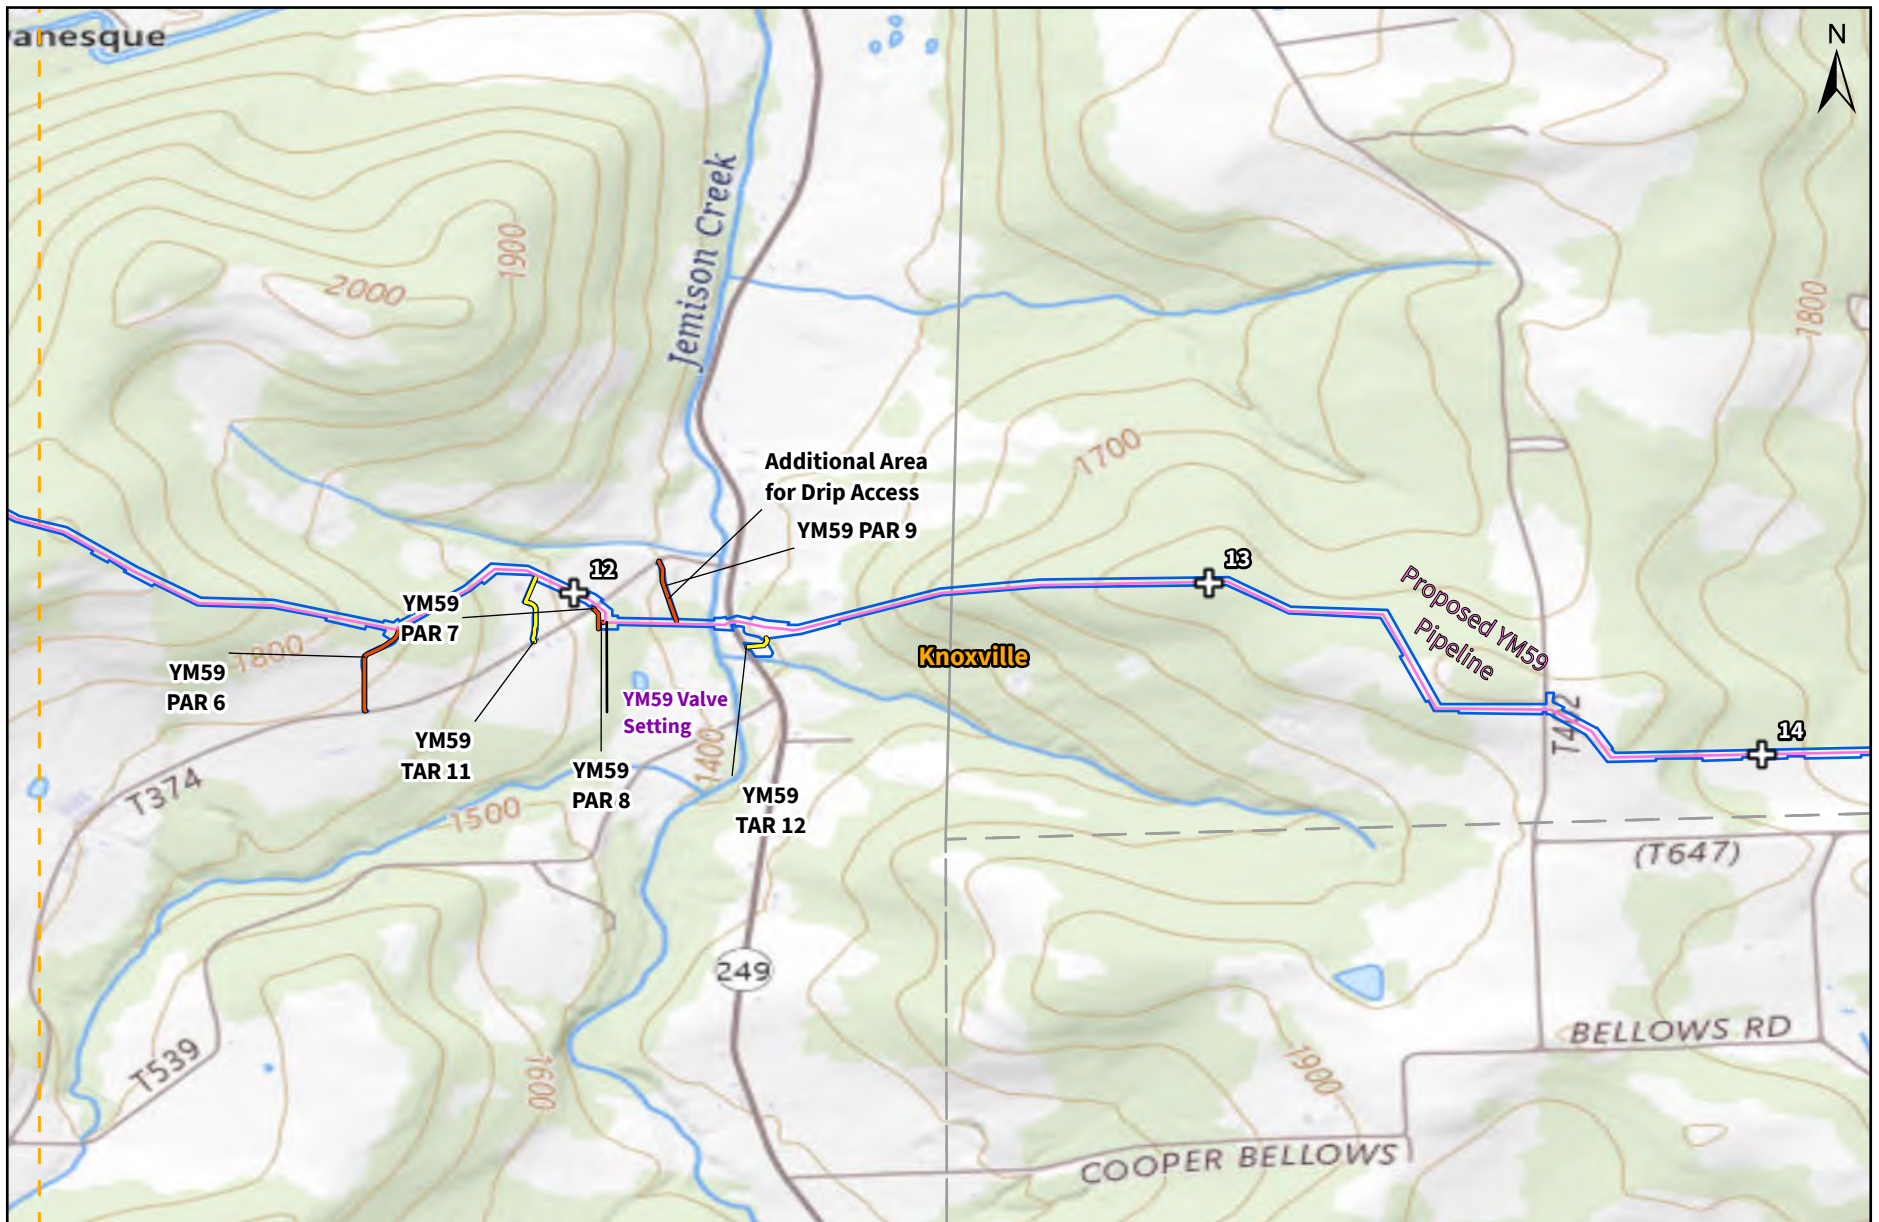 anesque
N
Jemison Creek
1900
2000
1800
1700
Additional Area
for Drip Access
YM59 PAR 9
12
13
YM59
PAR 7
Proposed YM59
Pipeline
1800
YM59
PAR 6
Knoxville
YM59 Valve
Setting
14
YM59
TAR 11
1400
YM59
PAR 8
T374
1500
YM59
TAR 12
(T647)
249
T539
1600
1900
BELLOWS RD
COOPER BELLOWS